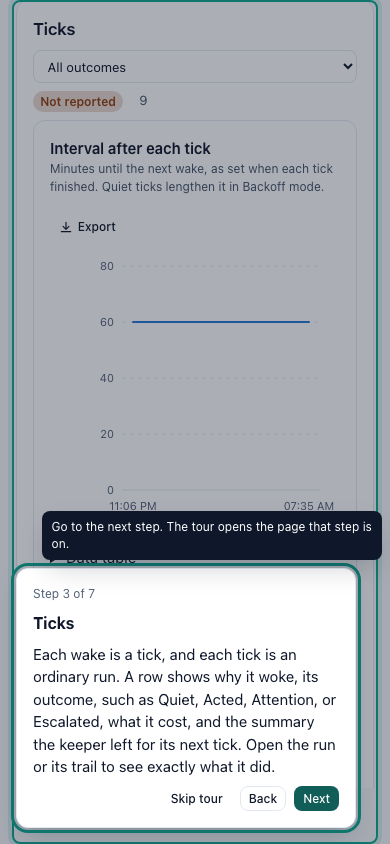 Ticks
All outcomes
Not reported 9
Interval after each tick
Minutes until the next wake, as set when each tick
finished. Quiet ticks lengthen it in Backoff mode.
Export
80
60
40
20
0
11:06 PM 07:35 AM
Go to the next step. The tour opens the page that step is
on.
Data table
Step 3 of 7
Ticks
Each wake is a tick, and each tick is an
ordinary run. A row shows why it woke, its
outcome, such as Quiet, Acted, Attention, or
Escalated, what it cost, and the summary
the keeper left for its next tick. Open the run
or its trail to see exactly what it did.
Skip tour Back Next